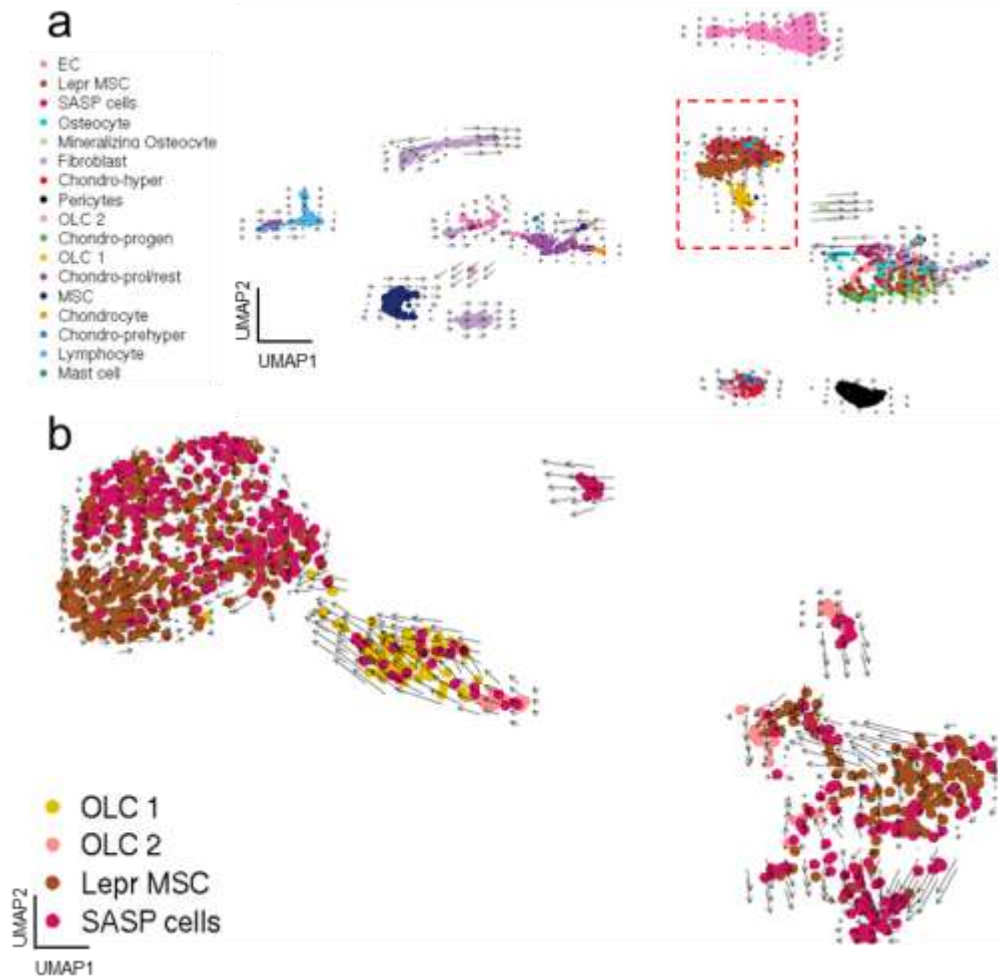 a
EC
Lepr MSC
SASP cells
Osteocyte
Mineralizing Osteocyte
Fibroblast
Chondro-hyper
Pericytes
OLC 2
Chondro-progen
OLC 1
Chondro-prol/rest
MSC
Chondrocyte
Chondro-prehyper
Lymphocyte
Mast cell
UMAP2
UMAP1
b
OLC 1
OLC 2
Lepr MSC
SASP cells
UMAP2
UMAP1